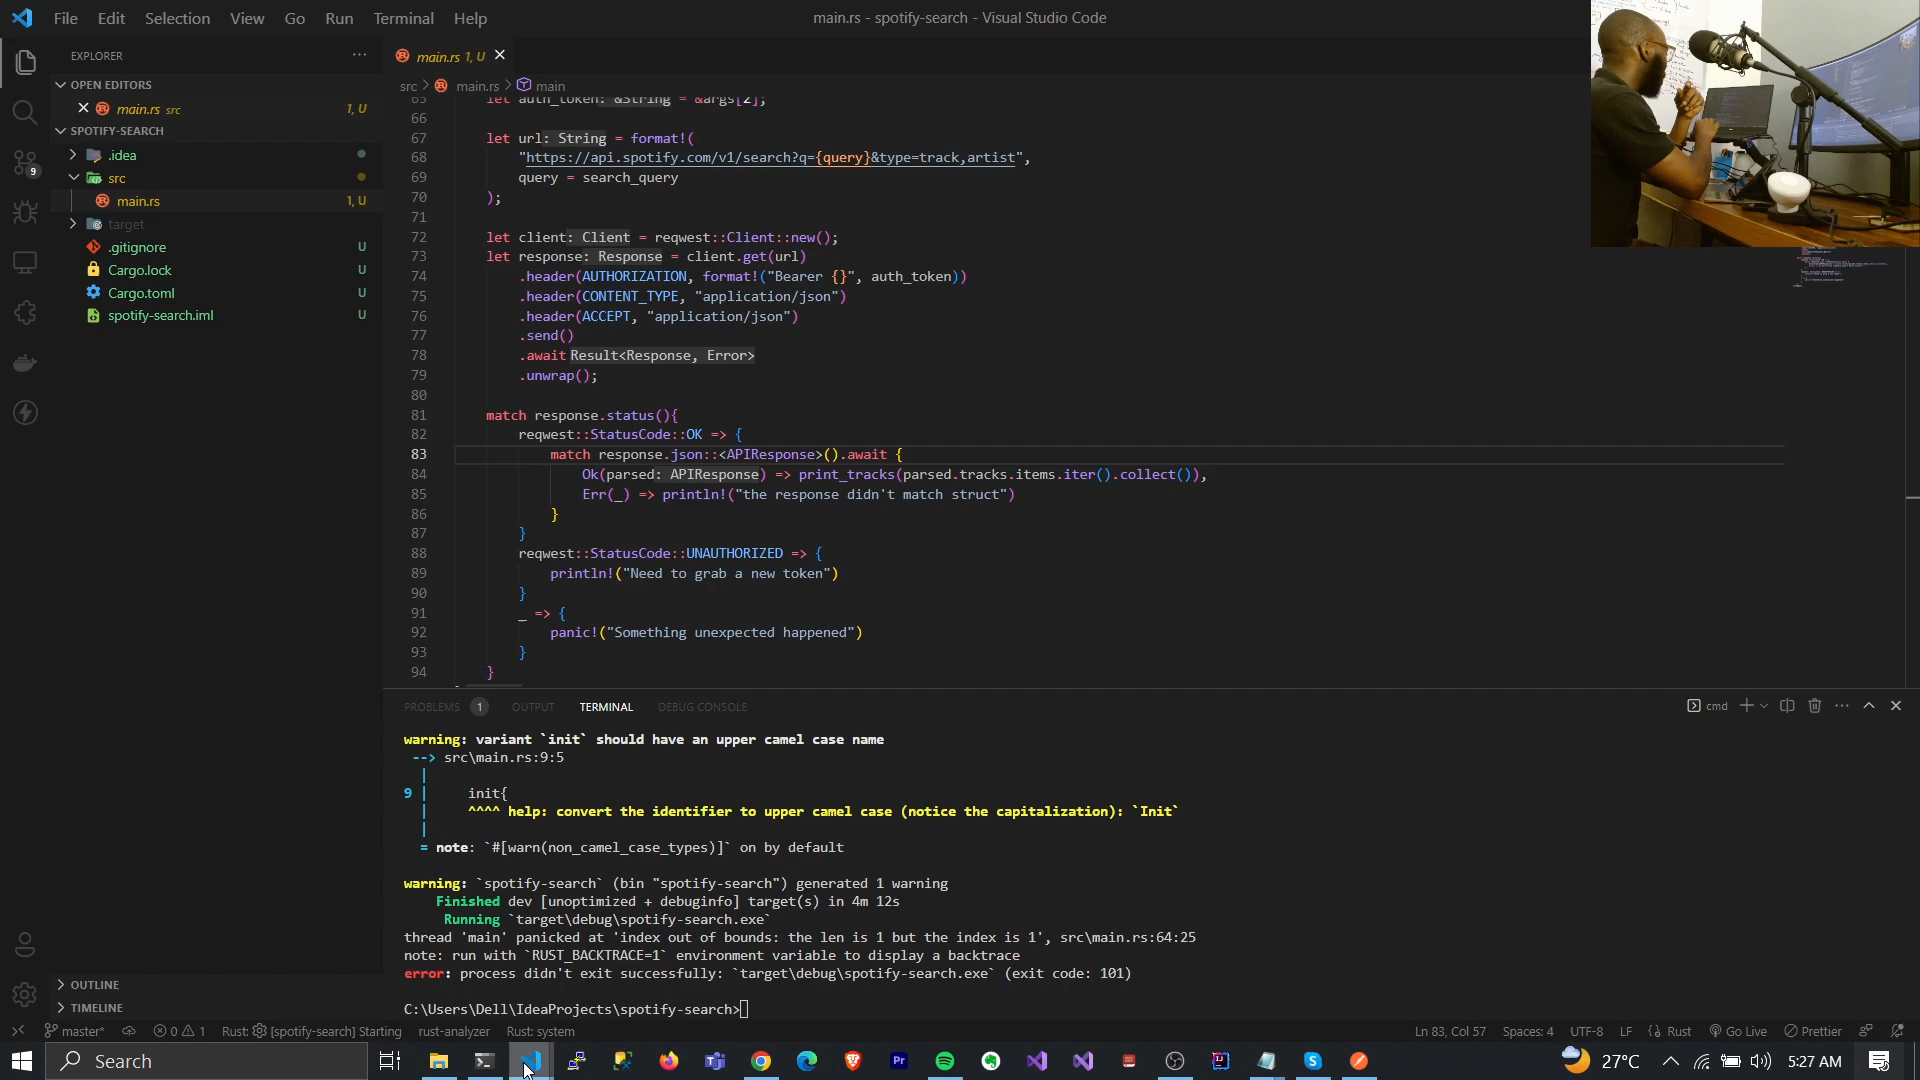 File Edit Selection View Go Run Terminal Help
main.rs - spotify-search - Visual Studio Code
EXPLORER
main.rs 1, U
OPEN EDITORS
src > main.rs > main
main.rs src 1, U
SPOTIFY-SEARCH
.idea
src
main.rs 1, U
target
.gitignore U
Cargo.lock U
Cargo.toml U
spotify-search.iml U
9
65 let auth_token: &String = &args[2];
66
67 let url: String = format!(
68 "https://api.spotify.com/v1/search?q={query}&type=track,artist",
69 query = search_query
70 );
71
72 let client: Client = reqwest::Client::new();
73 let response: Response = client.get(url)
74 .header(AUTHORIZATION, format!("Bearer {}", auth_token))
75 .header(CONTENT_TYPE, "application/json")
76 .header(ACCEPT, "application/json")
77 .send()
78 .await Result<Response, Error>
79 .unwrap();
80
81 match response.status(){
82 reqwest::StatusCode::OK => {
83 match response.json::<APIResponse>().await {
84 Ok(parsed: APIResponse) => print_tracks(parsed.tracks.items.iter().collect()),
85 Err(_) => println!("the response didn't match struct")
86 }
87 }
88 reqwest::StatusCode::UNAUTHORIZED => {
89 println!("Need to grab a new token")
90 }
91 _ => {
92 panic!("Something unexpected happened")
93 }
94 }
PROBLEMS 1 OUTPUT TERMINAL DEBUG CONSOLE
cmd
warning: variant `init` should have an upper camel case name
--> src\main.rs:9:5
|
9 | init{
| ^^^^ help: convert the identifier to upper camel case (notice the capitalization): `Init`
|
= note: `#[warn(non_camel_case_types)]` on by default
warning: `spotify-search` (bin "spotify-search") generated 1 warning
Finished dev [unoptimized + debuginfo] target(s) in 4m 12s
Running `target\debug\spotify-search.exe`
thread 'main' panicked at 'index out of bounds: the len is 1 but the index is 1', src\main.rs:64:25
note: run with `RUST_BACKTRACE=1` environment variable to display a backtrace
error: process didn't exit successfully: `target\debug\spotify-search.exe` (exit code: 101)
C:\Users\Dell\IdeaProjects\spotify-search>
OUTLINE
TIMELINE
master* 0 1 Rust: [spotify-search] Starting rust-analyzer Rust: system
Ln 83, Col 57 Spaces: 4 UTF-8 LF Rust Go Live Prettier
Search
27°C
5:27 AM